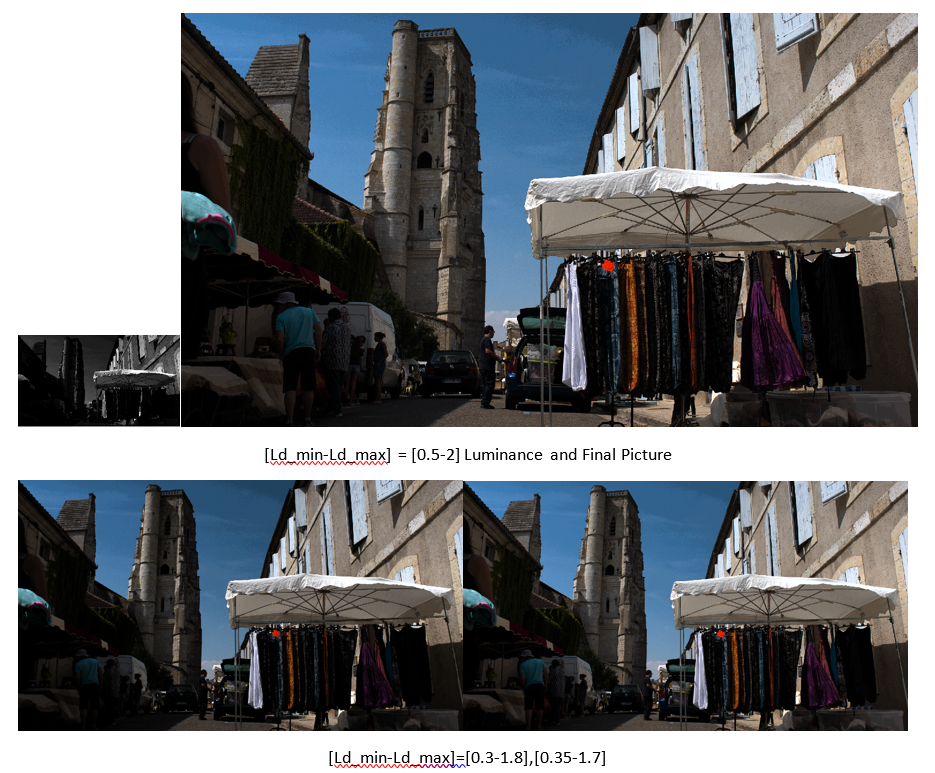 [Ld_min-Ld_max] = [0.5-2] Luminance and Final Picture
[Ld_min-Ld_max]=[0.3-1.8],[0.35-1.7]